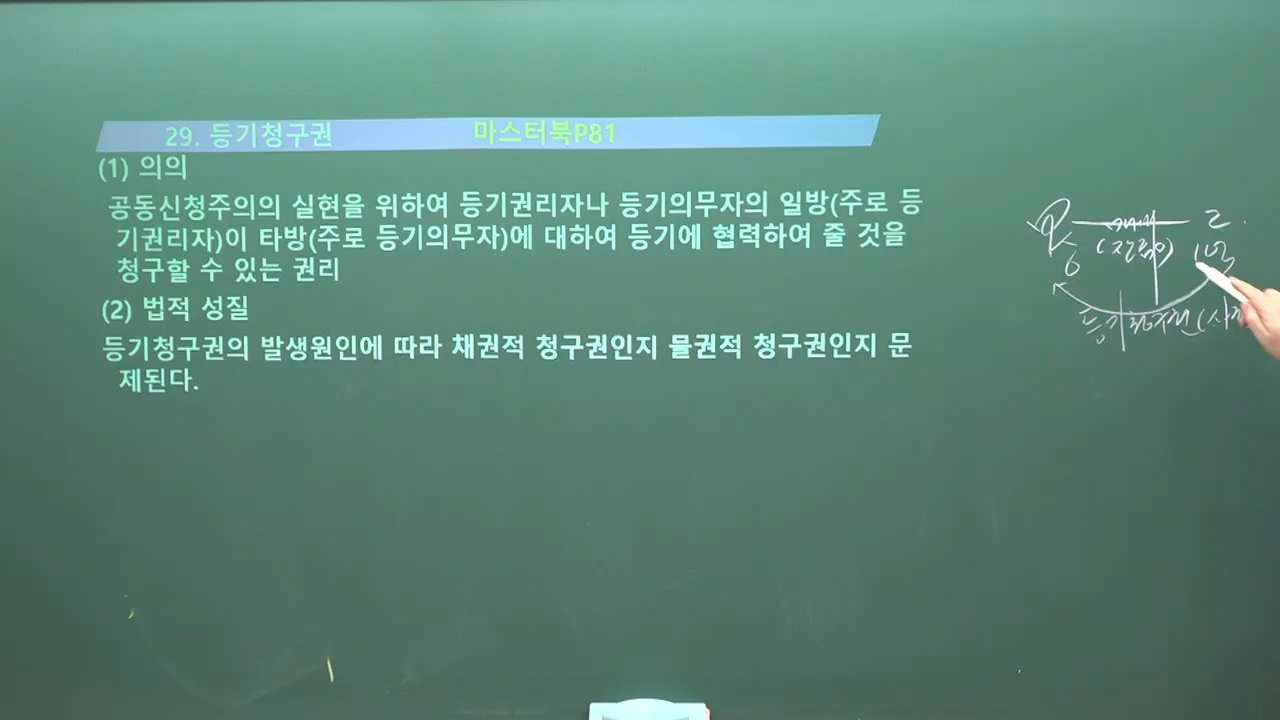 29. 등기청구권 마스터북P81
(1) 의의
공동신청주의의 실현을 위하여 등기권리자나 등기의무자의 일방(주로 등
기권리자)이 타방(주로 등기의무자)에 대하여 등기에 협력하여 줄 것을
청구할 수 있는 권리
(2) 법적 성질
등기청구권의 발생원인에 따라 채권적 청구권인지 물권적 청구권인지 문
제된다.